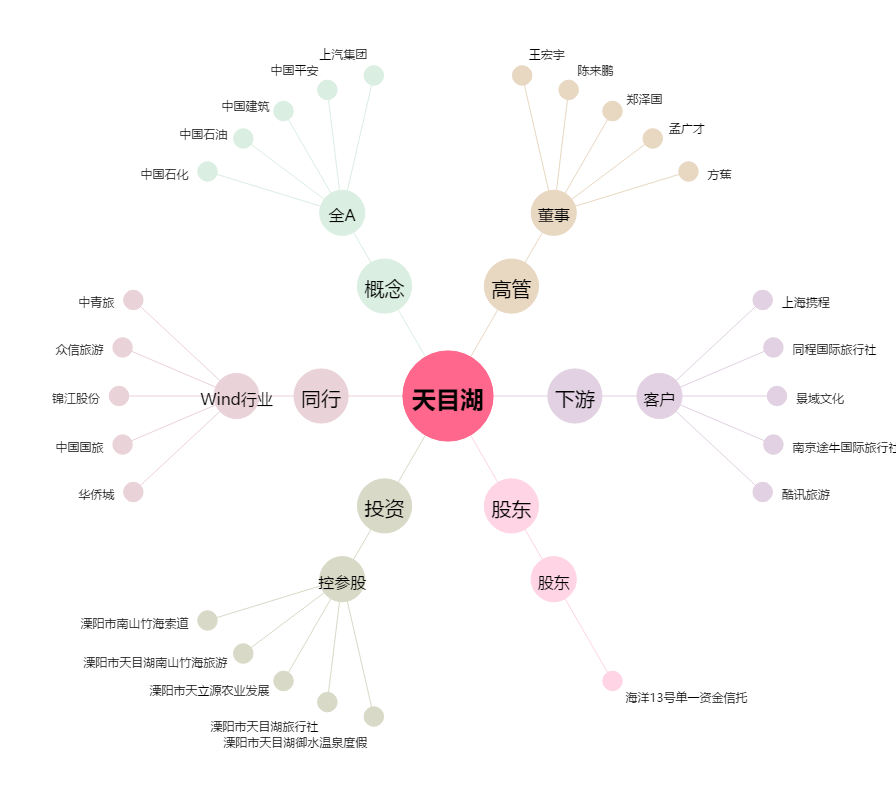 上汽集团
王宏宇
中国平安
陈来鹏
郑泽国
中国建筑
孟广才
中国石油
方蕉
中国石化
全A
董事
概念
高管
中青旅
上海携程
众信旅游
同程国际旅行社
锦江股份
Wind行业
同行
天目湖
下游
客户
景域文化
中国国旅
南京途牛国际旅行社
华侨城
酷讯旅游
投资
股东
控参股
股东
溧阳市南山竹海索道
溧阳市天目湖南山竹海旅游
溧阳市天立源农业发展
海洋13号单一资金信托
溧阳市天目湖旅行社
溧阳市天目湖御水温泉度假